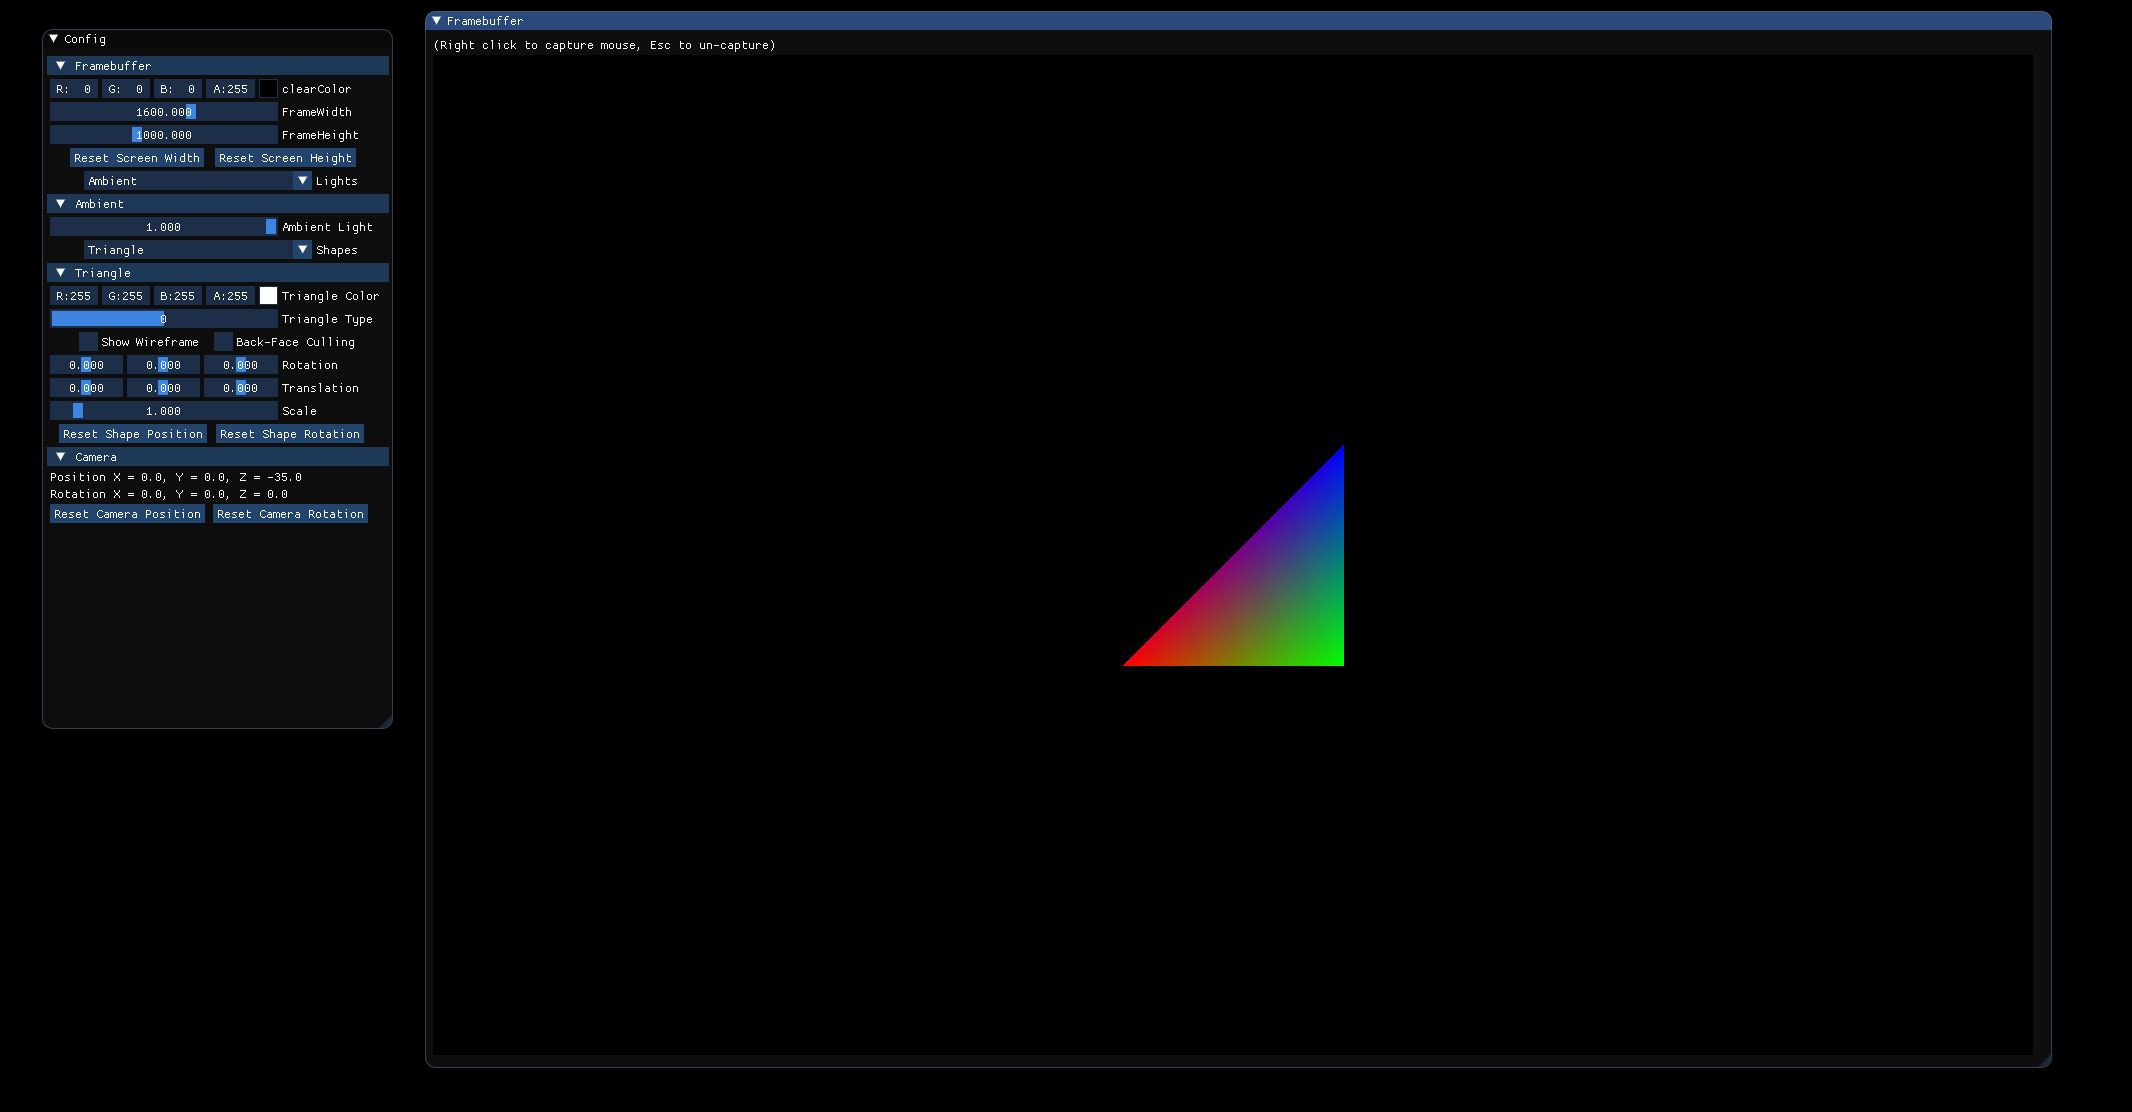 Config
Framebuffer
R: 0 G: 0 B: 0 A:255 clearColor
1600.000 FrameWidth
1000.000 FrameHeight
Reset Screen Width Reset Screen Height
Ambient Lights
Ambient
1.000 Ambient Light
Triangle Shapes
Triangle
R:255 G:255 B:255 A:255 Triangle Color
0 Triangle Type
Show Wireframe Back-Face Culling
0.000 0.000 0.000 Rotation
0.000 0.000 0.000 Translation
1.000 Scale
Reset Shape Position Reset Shape Rotation
Camera
Position X = 0.0, Y = 0.0, Z = -35.0
Rotation X = 0.0, Y = 0.0, Z = 0.0
Reset Camera Position Reset Camera Rotation
Framebuffer
(Right click to capture mouse, Esc to un-capture)